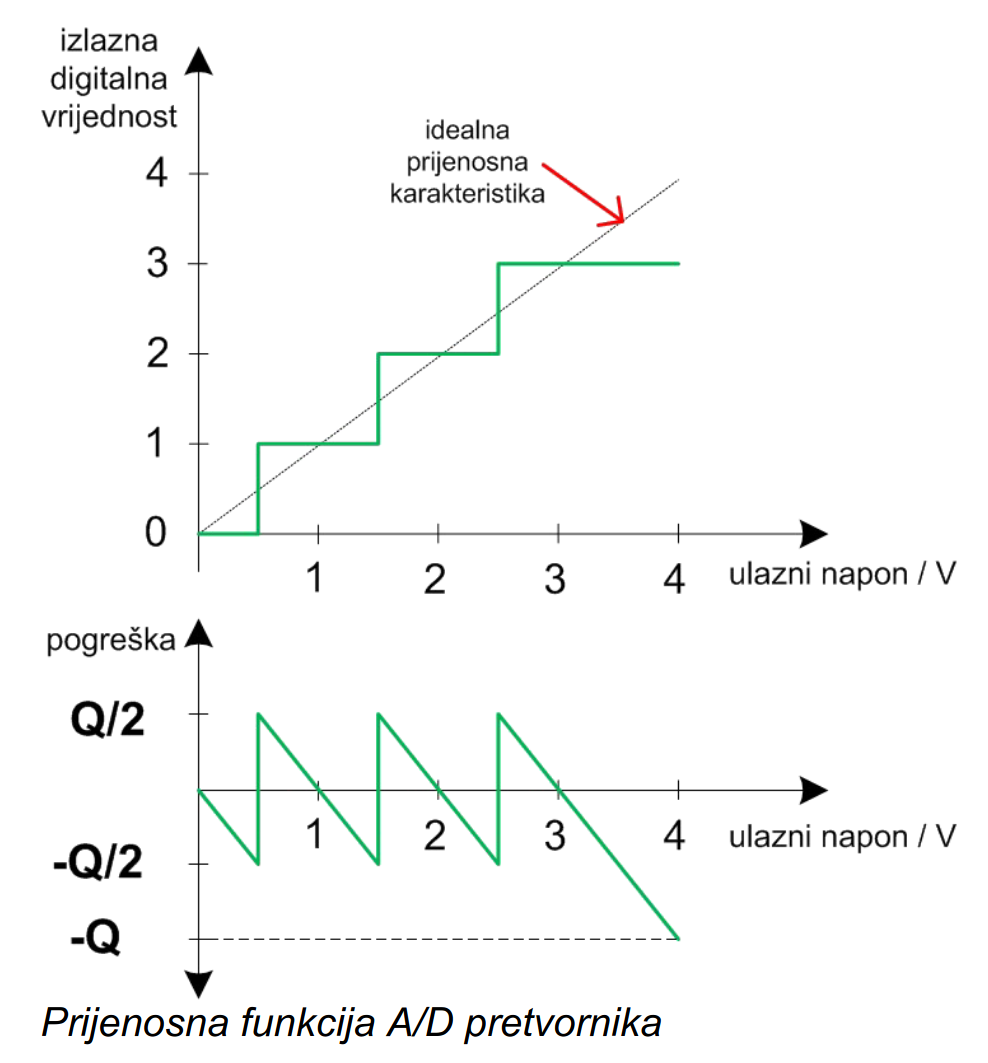 izlazna
digitalna
vrijednost
idealna
prijenosna
karakteristika
4
3
2
1
0
1 2 3 4 ulazni napon / V
pogreška
Q/2
1 2 3 4 ulazni napon / V
-Q/2
-Q
Prijenosna funkcija A/D pretvornika